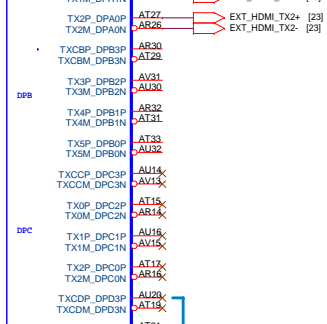 TX2P_DPA0P AT27 EXT_HDMI_TX2+ [23]
TX2M_DPA0N AR26 EXT_HDMI_TX2- [23]
TXCBP_DPB3P AR30
TXCBM_DPB3N AT29
TX3P_DPB2P AV31
TX3M_DPB2N AU30
DPB
TX4P_DPB1P AR32
TX4M_DPB1N AT31
TX5P_DPB0P AT33
TX5M_DPB0N AU32
TXCCP_DPC3P AU14
TXCCM_DPC3N AV13
TX0P_DPC2P AT15
TX0M_DPC2N AR14
DPC
TX1P_DPC1P AU16
TX1M_DPC1N AV15
TX2P_DPC0P AT17
TX2M_DPC0N AR16
TXCDP_DPD3P AU20
TXCDM_DPD3N AT19